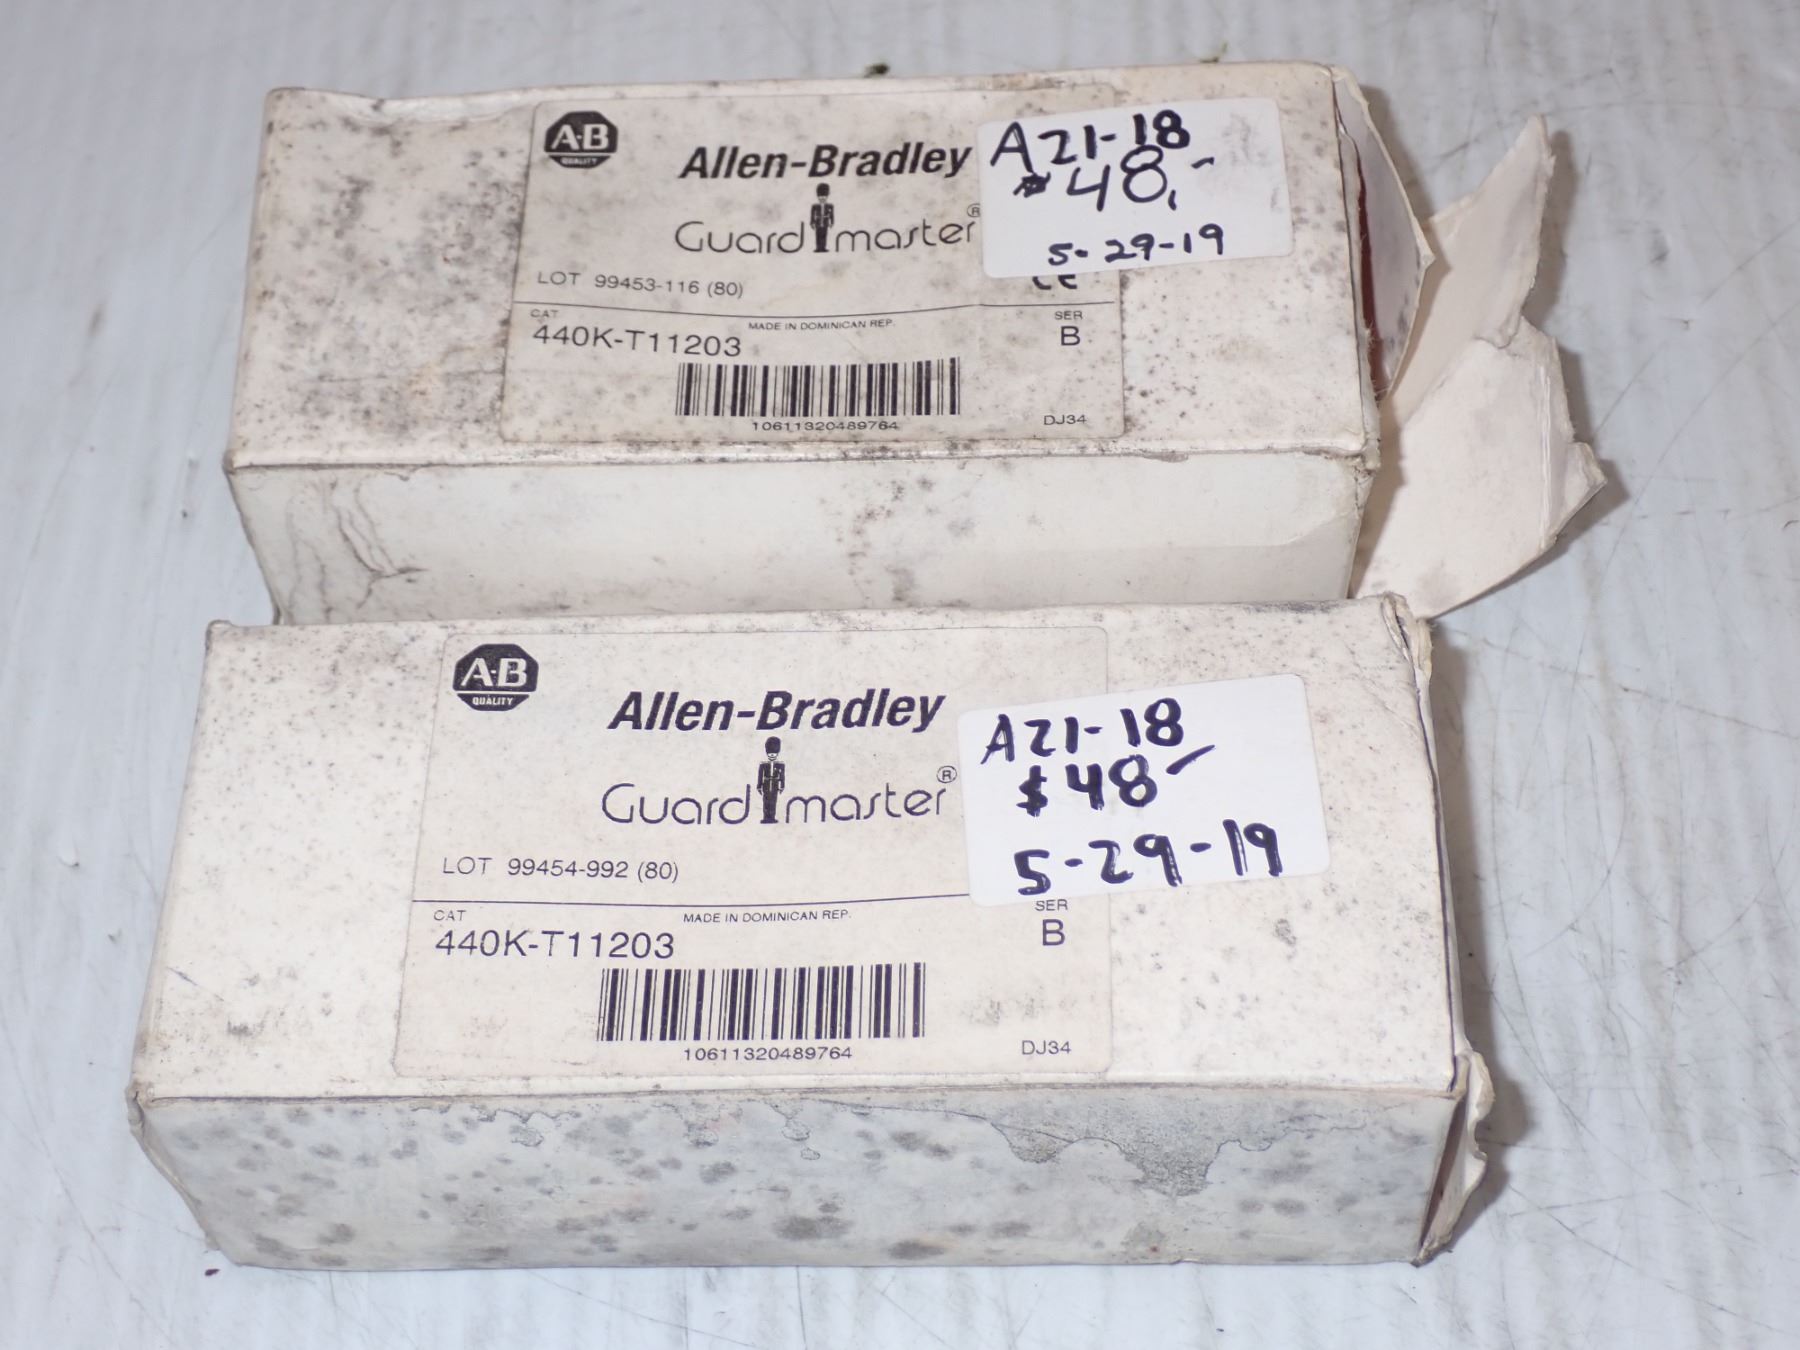 A·B
QUALITY
Allen-Bradley
Guardmaster®
LOT 99453-116 (80)
CE
CAT
MADE IN DOMINICAN REP.
SER
440K-T11203
B
10611320489764
DJ34
A21-18
$48,-
5-29-19
A·B
QUALITY
Allen-Bradley
Guardmaster®
LOT 99454-992 (80)
CAT
MADE IN DOMINICAN REP.
SER
440K-T11203
B
10611320489764
DJ34
A21-18
$48-
5-29-19